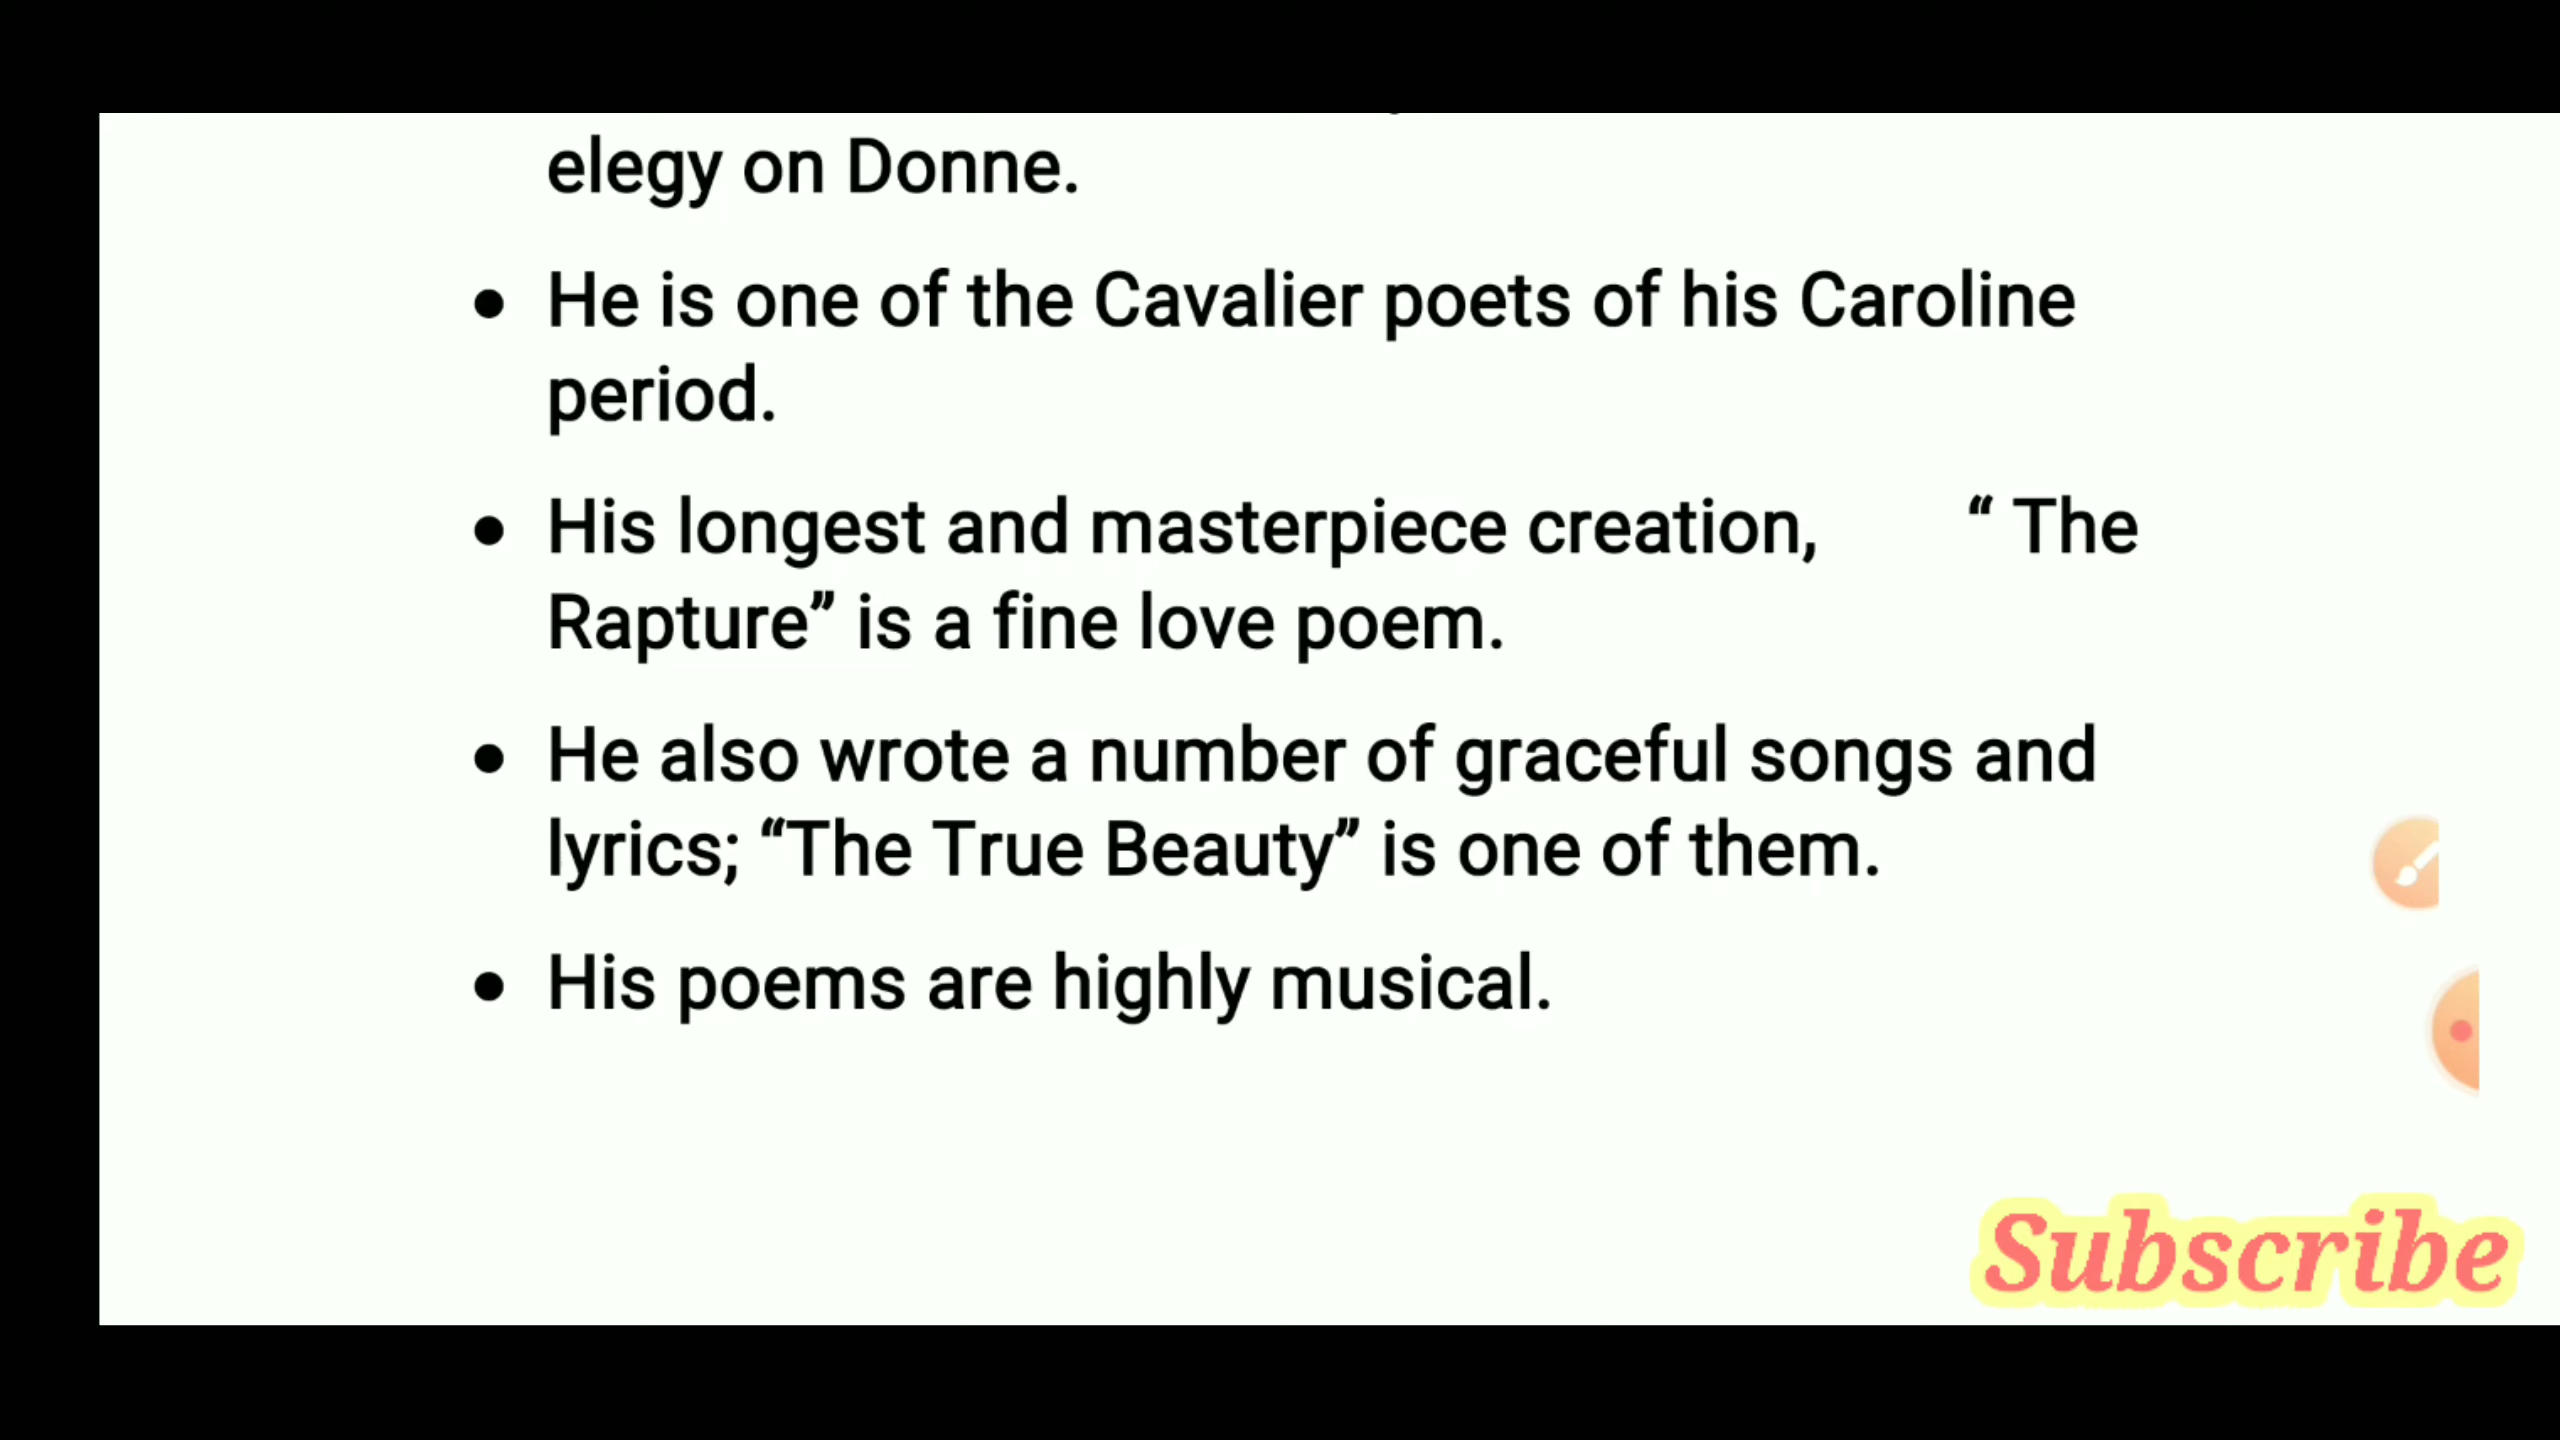 elegy on Donne.
● He is one of the Cavalier poets of his Caroline
period.
● His longest and masterpiece creation, “ The
Rapture” is a fine love poem.
● He also wrote a number of graceful songs and
lyrics; “The True Beauty” is one of them.
● His poems are highly musical.
Subscribe